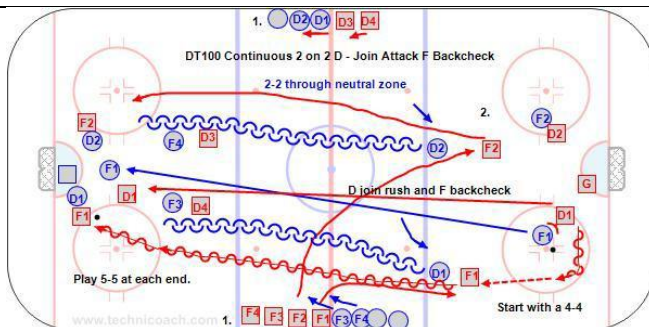 1. D2 D1 D3 D4
DT100 Continuous 2 on 2 D - Join Attack F Backcheck
2-2 through neutral zone
2.
F2
D2
F2
D2
F4
D3
D2
F2
F1
D join rush and F backcheck
G
D1
D1
F3
D4
F1
D1
F1
D1
F1
Play 5-5 at each end.
Start with a 4-4
www.technicoach.com
1. F4 F3 F2 F1 F3 F4